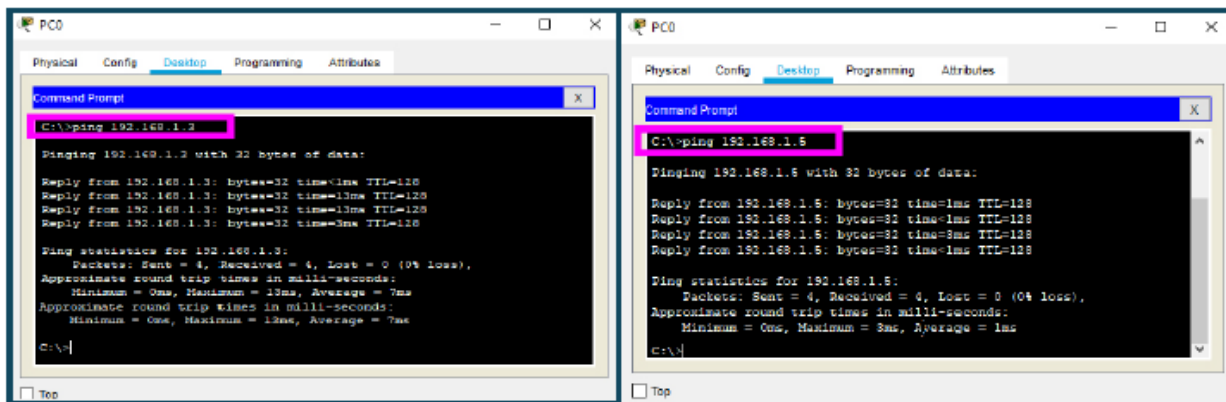 PC0
Physical Config Desktop Programming Attributes
Command Prompt
X
C:\>ping 192.168.1.3
Pinging 192.168.1.3 with 32 bytes of data:
Reply from 192.168.1.3: bytes=32 time<1ms TTL=128
Reply from 192.168.1.3: bytes=32 time=13ms TTL=128
Reply from 192.168.1.3: bytes=32 time=13ms TTL=128
Reply from 192.168.1.3: bytes=32 time=3ms TTL=128
Ping statistics for 192.168.1.3:
Packets: Sent = 4, Received = 4, Lost = 0 (0% loss),
Approximate round trip times in milli-seconds:
Minimum = 0ms, Maximum = 13ms, Average = 7ms
Approximate round trip times in milli-seconds:
Minimum = 0ms, Maximum = 13ms, Average = 7ms
C:\>
Top
PC0
Physical Config Desktop Programming Attributes
Command Prompt
X
C:\>ping 192.168.1.5
Pinging 192.168.1.5 with 32 bytes of data:
Reply from 192.168.1.5: bytes=32 time=1ms TTL=128
Reply from 192.168.1.5: bytes=32 time<1ms TTL=128
Reply from 192.168.1.5: bytes=32 time=3ms TTL=128
Reply from 192.168.1.5: bytes=32 time<1ms TTL=128
Ping statistics for 192.168.1.5:
Packets: Sent = 4, Received = 4, Lost = 0 (0% loss),
Approximate round trip times in milli-seconds:
Minimum = 0ms, Maximum = 3ms, Average = 1ms
C:\>
Top